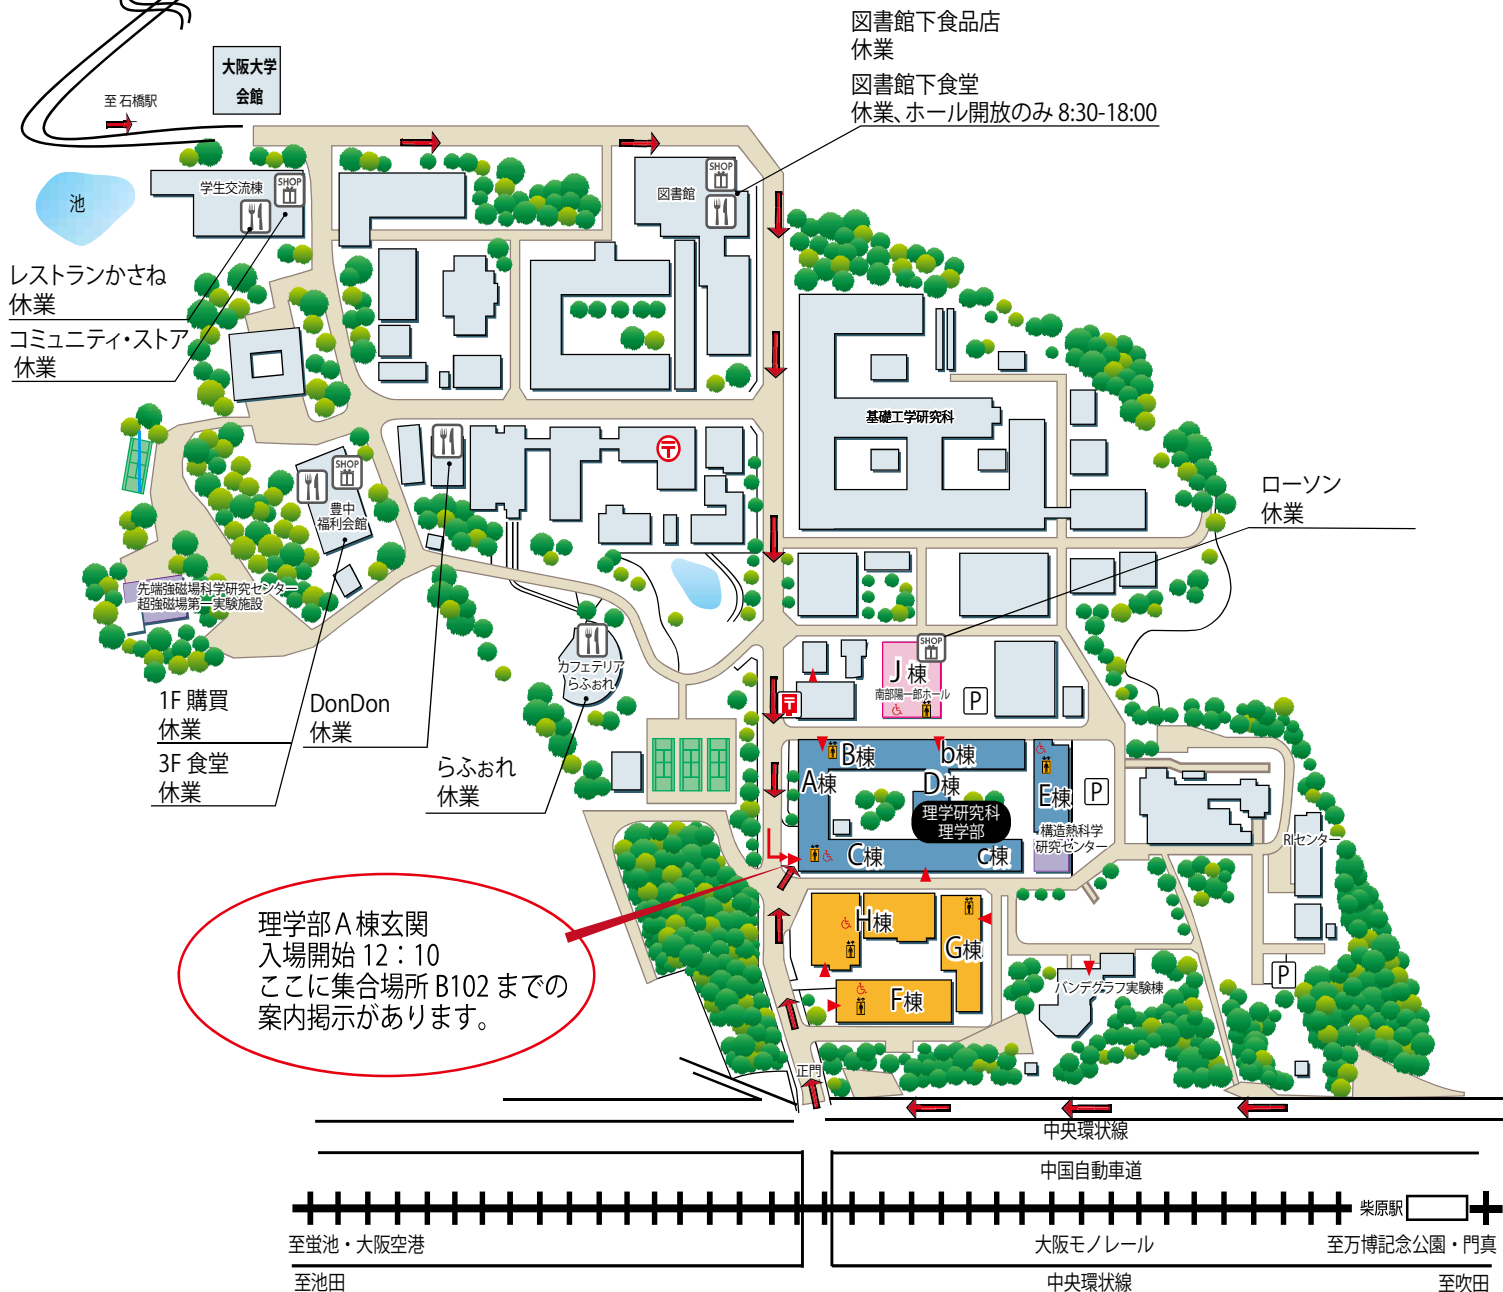 図書館下食品店
休業
図書館下食堂
休業、ホール開放のみ 8:30-18:00
大阪大学
会館
至 石橋駅
池
学生交流棟
SHOP
図書館
SHOP
レストランかさね
休業
コミュニティ・ストア
休業
基礎工学研究科
ローソン
休業
SHOP
豊中
福利会館
先端強磁場科学研究センター
超強磁場第一実験施設
カフェテリア
らふぉれ
SHOP
J 棟
南部陽一郎ホール
P
1F 購買
休業
3F 食堂
休業
DonDon
休業
らふぉれ
休業
B棟
b棟
A棟
D棟
E棟
P
理学研究科
理学部
構造熱科学
研究センター
C棟
c棟
RIセンター
理学部 A 棟玄関
入場開始 12：10
ここに集合場所 B102 までの
案内掲示があります。
H棟
G棟
F棟
バンデグラフ実験棟
P
正門
中央環状線
中国自動車道
柴原駅
至蛍池・大阪空港
大阪モノレール
至万博記念公園・門真
至池田
中央環状線
至吹田